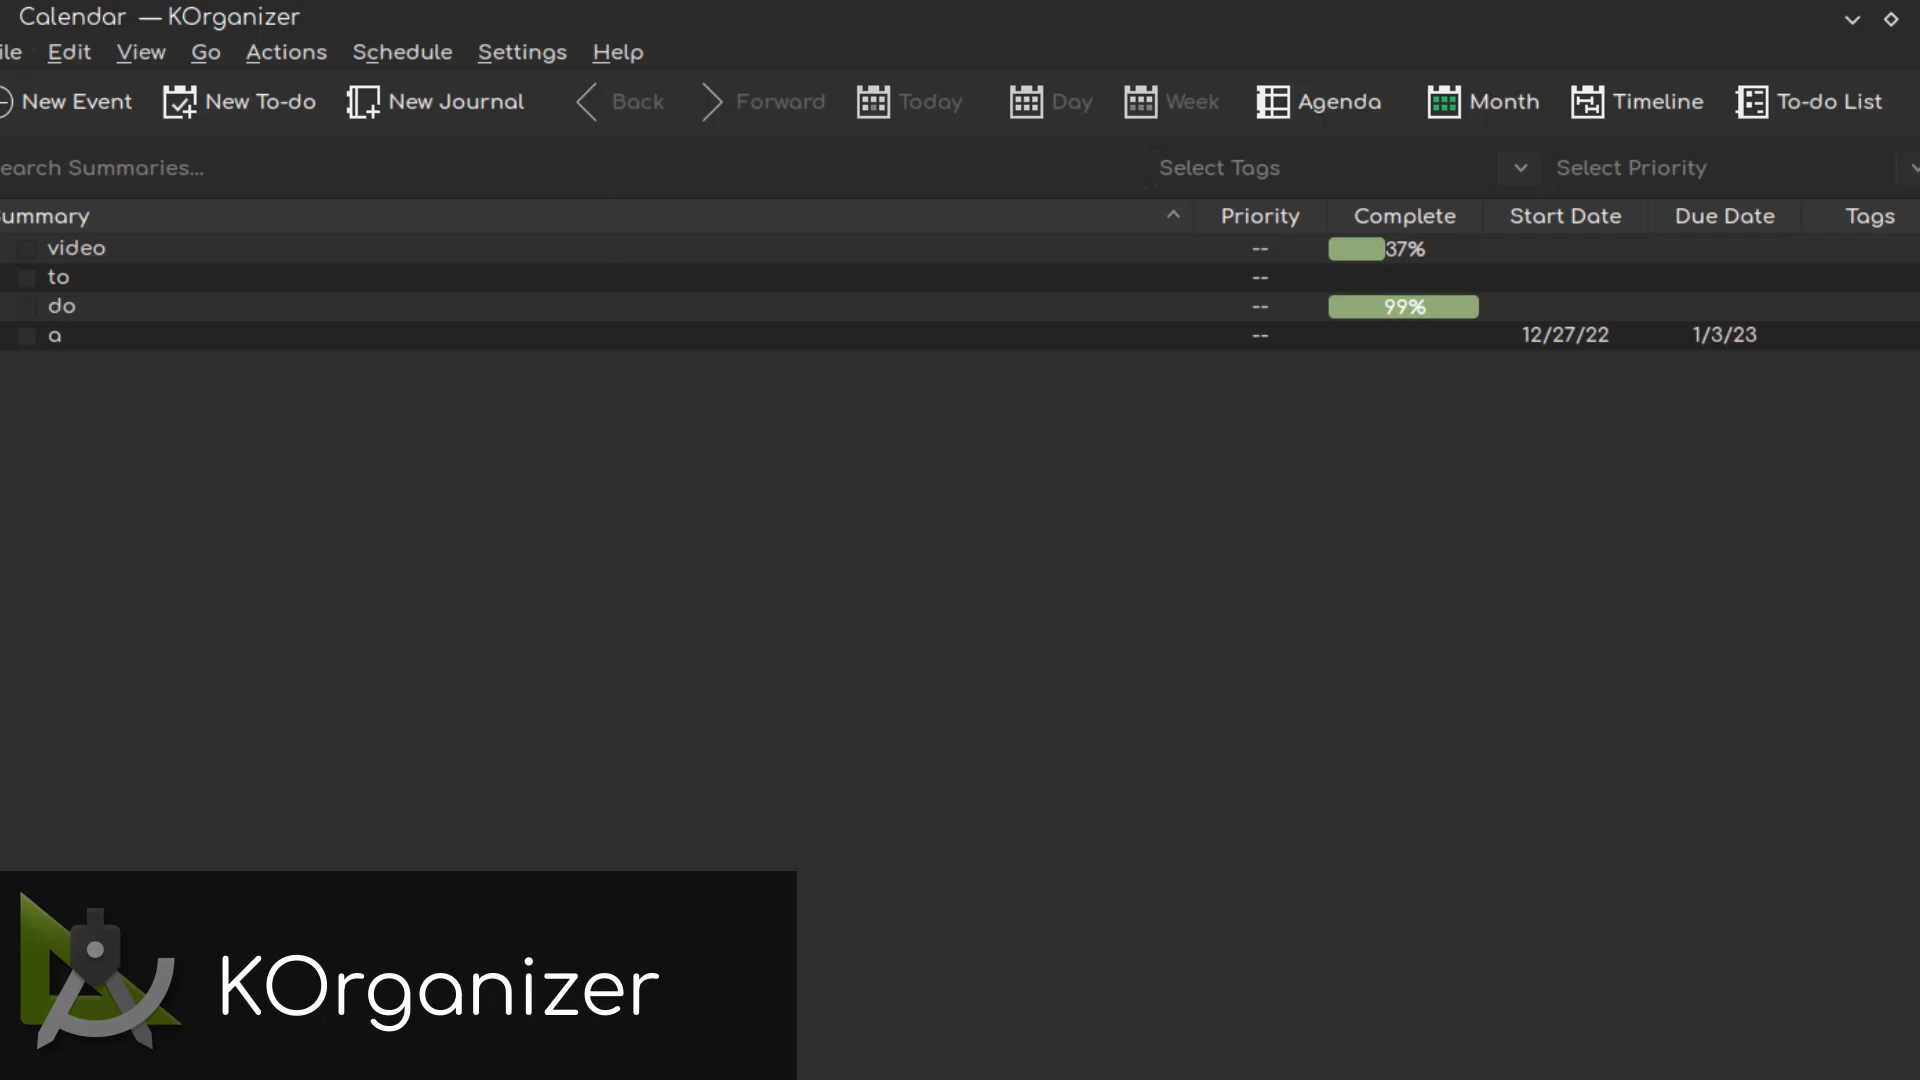 Calendar — KOrganizer
ile Edit View Go Actions Schedule Settings Help
New Event New To-do New Journal Back Forward Today Day Week Agenda Month Timeline To-do List
earch Summaries... Select Tags Select Priority
ummary Priority Complete Start Date Due Date Tags
video -- 37%
to --
do -- 99%
a -- 12/27/22 1/3/23
KOrganizer